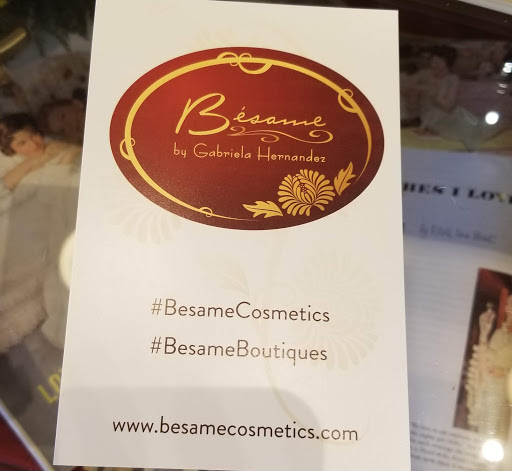 Bésame
by Gabriela Hernandez
#BesameCosmetics
#BesameBoutiques
www.besamecosmetics.com